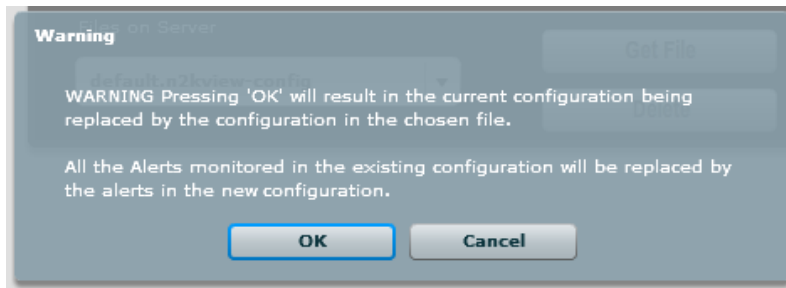 Files on Server
Warning
Get File
default.n2kview-config
WARNING Pressing 'OK' will result in the current configuration being
replaced by the configuration in the chosen file.
Delete
All the Alerts monitored in the existing configuration will be replaced by
the alerts in the new configuration.
OK
Cancel